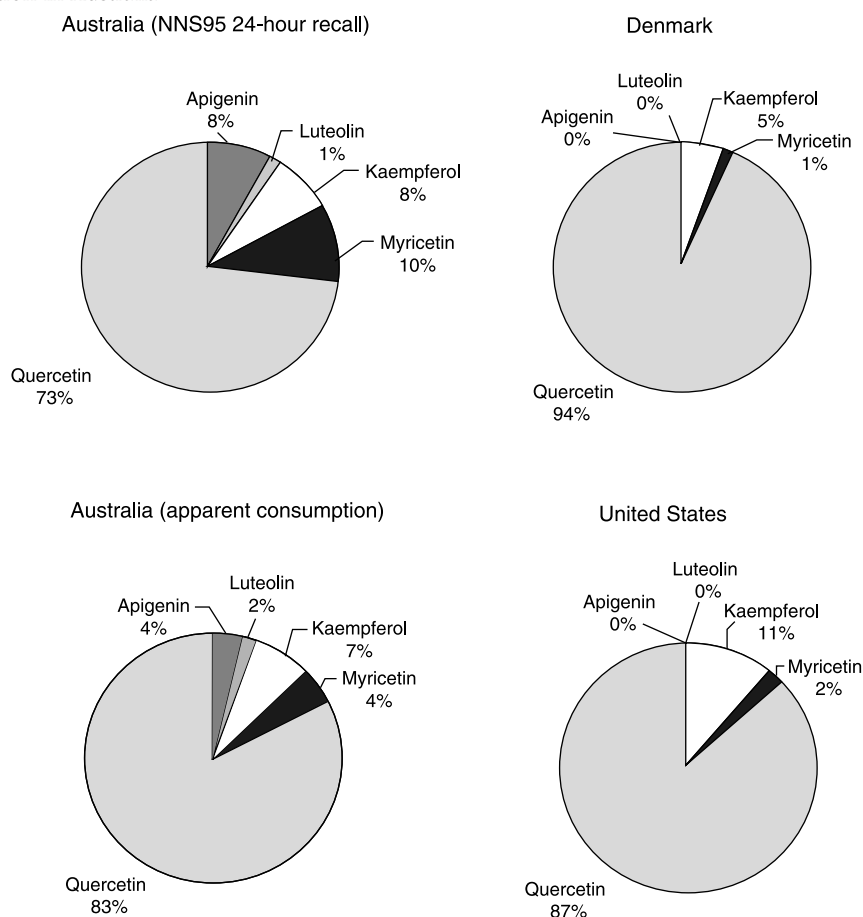 Australia (NNS95 24-hour recall)
Apigenin
8%
Luteolin
1%
Kaempferol
8%
Myricetin
10%
Quercetin
73%
Denmark
Luteolin
0%
Apigenin
0%
Kaempferol
5%
Myricetin
1%
Quercetin
94%
Australia (apparent consumption)
Luteolin
2%
Apigenin
4%
Kaempferol
7%
Myricetin
4%
Quercetin
83%
United States
Luteolin
0%
Apigenin
0%
Kaempferol
11%
Myricetin
2%
Quercetin
87%